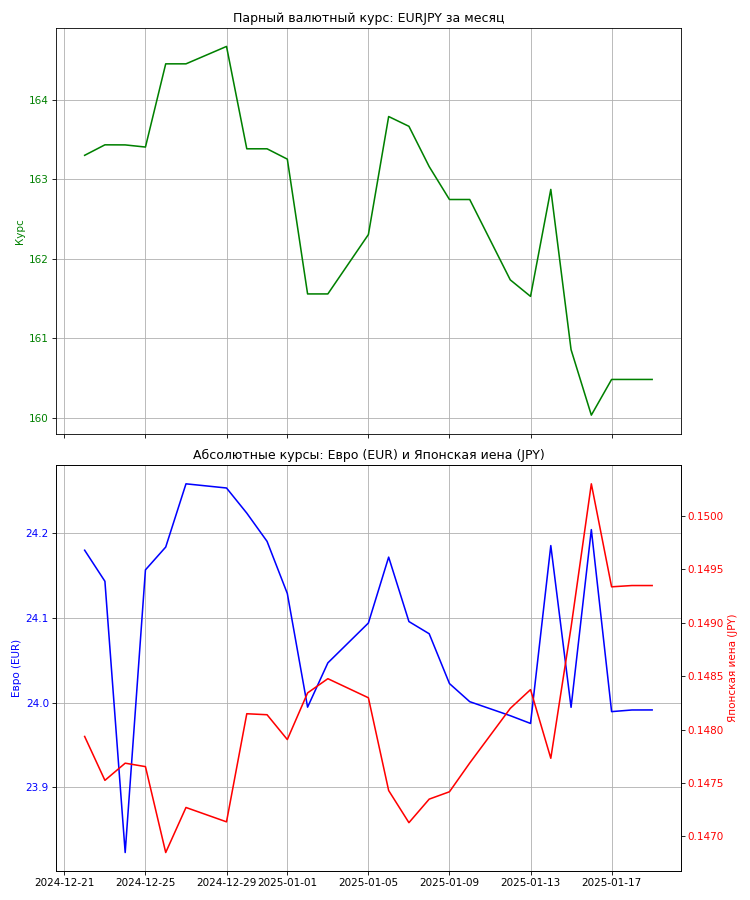 Парный валютный курс: EURJPY за месяц
164
163
162
161
160
Курс
Абсолютные курсы: Евро (EUR) и Японская иена (JPY)
24.2
24.1
24.0
23.9
Евро (EUR)
0.1500
0.1495
0.1490
0.1485
0.1480
0.1475
0.1470
Японская иена (JPY)
2024-12-21 2024-12-25 2024-12-29 2025-01-01 2025-01-05 2025-01-09 2025-01-13 2025-01-17